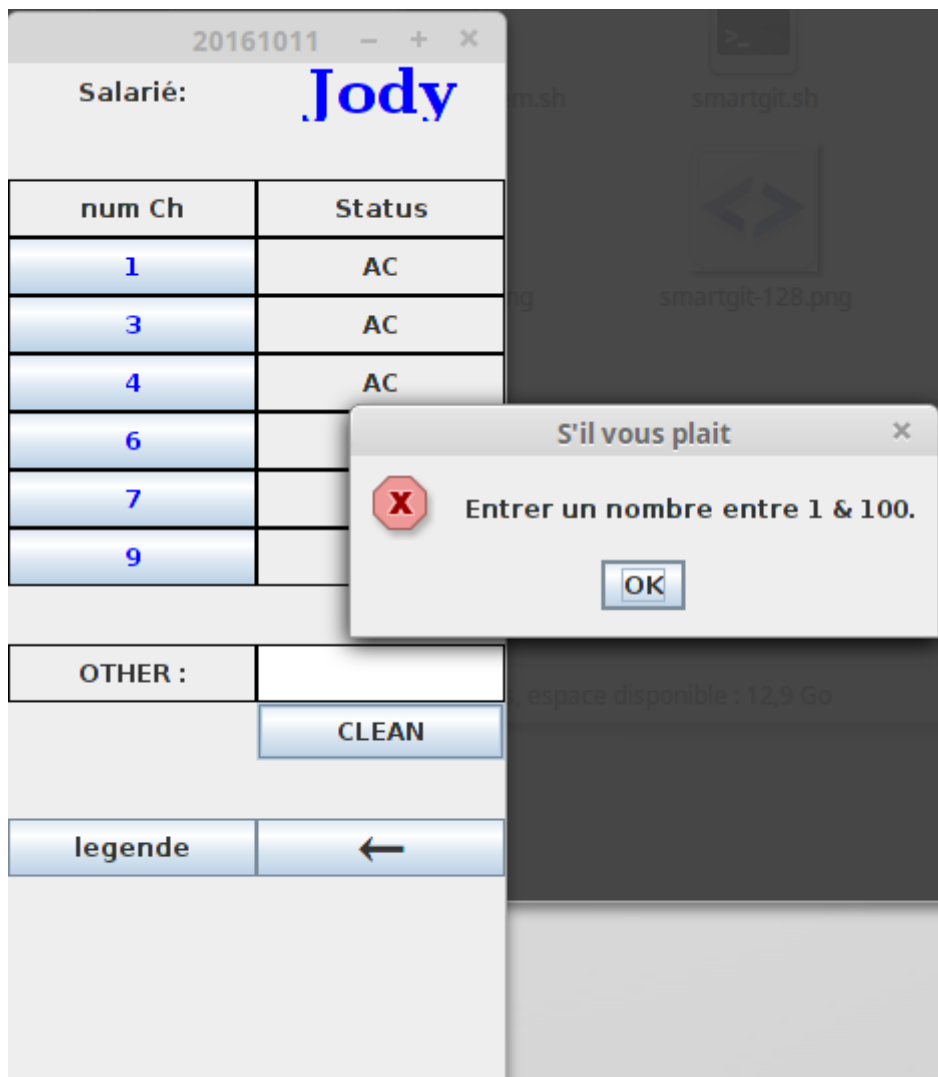 20161011 − + ×
Salarié: Jody
num Ch Status
1 AC
3 AC
4 AC
6
7
9
OTHER :
CLEAN
legende ←
S'il vous plait ×
X
Entrer un nombre entre 1 & 100.
OK
>_
m.sh
smartgit.sh
<>
ng
smartgit-128.png
s, espace disponible : 12,9 Go